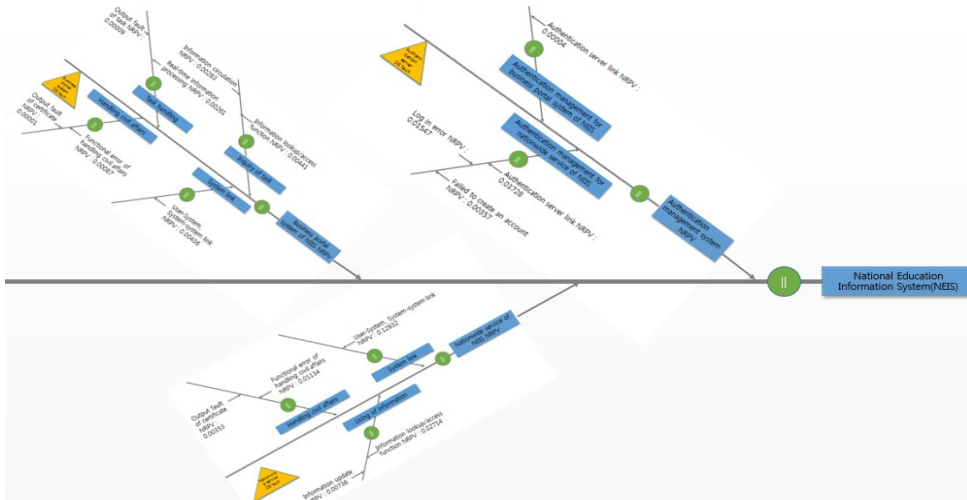 Output fault
of task NRPV :
0.00009
Information circulation
NRPV : 0.00283
Real-time information
processing NRPV : 0.00261
Information lookup/access
function NRPV : 0.00441
Task handling
Handling civil affairs
Output fault
of certificate
NRPV :
0.00001
Functional error of
handling civil affairs
NRPV : 0.00087
Inquiry of task
System link
User-System,
System-system link
NRPV : 0.00436
Business portal
system of NEIS NRPV
Authentication server link NRPV :
0.00004
Authentication management for
business portal system of NEIS
Log in error NRPV :
0.01547
Authentication management for
nationwide service of NEIS
Authentication server link NRPV :
0.03728
Failed to create an account
NRPV : 0.00357
Authentication
management system
NRPV
||
National Education
Information System(NEIS)
User-System, System-system link
NRPV : 0.12832
Nationwide service of
NEIS NRPV
System link
Functional error of
handling civil affairs
NRPV : 0.01134
Output fault
of certificate
NRPV :
0.00353
Handling civil affairs
Using of information
Information lookup/access
function NRPV : 0.02714
Information update
NRPV : 0.00736